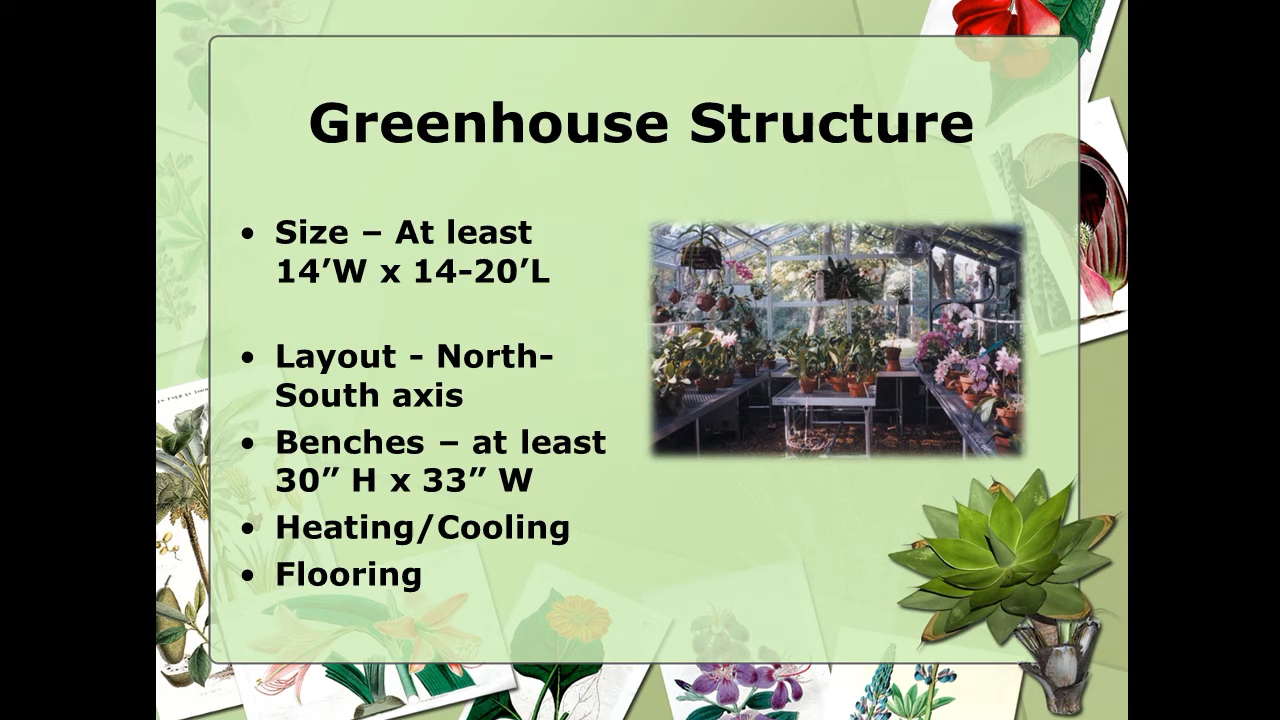 Greenhouse Structure
• Size – At least
14’W x 14-20’L
• Layout - North-
South axis
• Benches – at least
30” H x 33” W
• Heating/Cooling
• Flooring